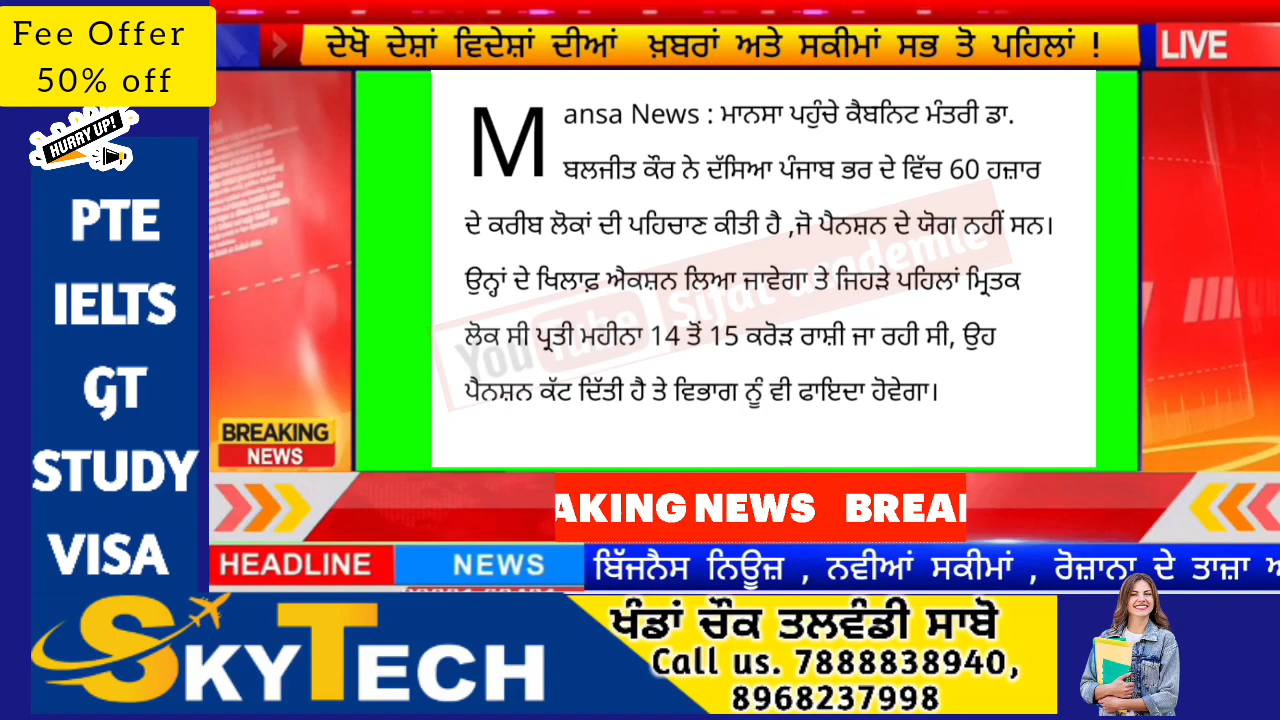 Fee Offer
50% off
HURRY UP!
ਦੇਖੋ ਦੇਸ਼ਾਂ ਵਿਦੇਸ਼ਾਂ ਦੀਆਂ ਖ਼ਬਰਾਂ ਅਤੇ ਸਕੀਮਾਂ ਸਭ ਤੋ ਪਹਿਲਾਂ !
LIVE
PTE
IELTS
GT
STUDY
VISA
Mansa News : ਮਾਨਸਾ ਪਹੁੰਚੇ ਕੈਬਨਿਟ ਮੰਤਰੀ ਡਾ.
ਬਲਜੀਤ ਕੌਰ ਨੇ ਦੱਸਿਆ ਪੰਜਾਬ ਭਰ ਦੇ ਵਿੱਚ 60 ਹਜ਼ਾਰ
ਦੇ ਕਰੀਬ ਲੋਕਾਂ ਦੀ ਪਹਿਚਾਣ ਕੀਤੀ ਹੈ ,ਜੋ ਪੈਨਸ਼ਨ ਦੇ ਯੋਗ ਨਹੀਂ ਸਨ।
ਉਨ੍ਹਾਂ ਦੇ ਖਿਲਾਫ਼ ਐਕਸ਼ਨ ਲਿਆ ਜਾਵੇਗਾ ਤੇ ਜਿਹੜੇ ਪਹਿਲਾਂ ਮ੍ਰਿਤਕ
ਲੋਕ ਸੀ ਪ੍ਰਤੀ ਮਹੀਨਾ 14 ਤੋਂ 15 ਕਰੋੜ ਰਾਸ਼ੀ ਜਾ ਰਹੀ ਸੀ, ਉਹ
ਪੈਨਸ਼ਨ ਕੱਟ ਦਿੱਤੀ ਹੈ ਤੇ ਵਿਭਾਗ ਨੂੰ ਵੀ ਫਾਇਦਾ ਹੋਵੇਗਾ।
YouTube Sifat academie
BREAKING
NEWS
AKING NEWS BREA
HEADLINE
NEWS
ਬਿੱਜਨੈਸ ਨਿਊਜ਼ , ਨਵੀਆਂ ਸਕੀਮਾਂ , ਰੋਜ਼ਾਨਾ ਦੇ ਤਾਜ਼ਾ
SKYTECH
ਖੰਡਾਂ ਚੌਕ ਤਲਵੰਡੀ ਸਾਬੋ
Call us. 7888838940,
8968237998